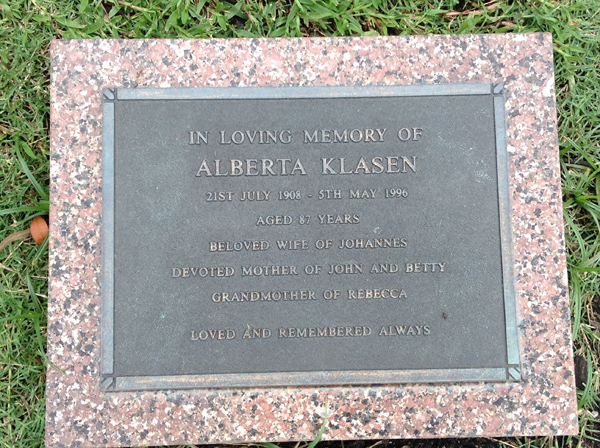 IN LOVING MEMORY OF
ALBERTA KLASEN
21ST JULY 1908 - 5TH MAY 1996
AGED 87 YEARS
BELOVED WIFE OF JOHANNES
DEVOTED MOTHER OF JOHN AND BETTY
GRANDMOTHER OF REBECCA
LOVED AND REMEMBERED ALWAYS